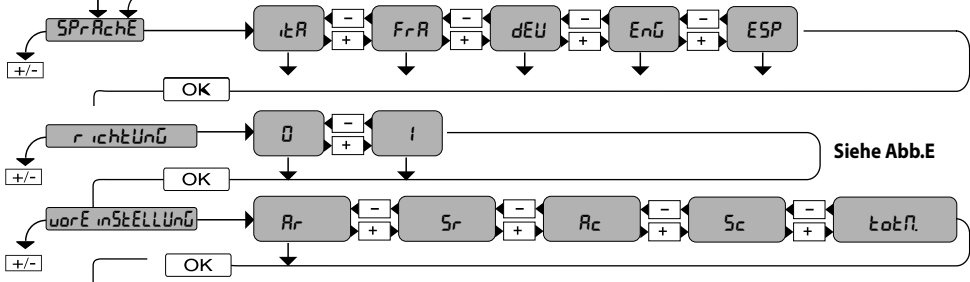 SPrAchE ItA - + FrA - + dEU - + EnG - + ESP
+/-
OK
rIchtUnG 0 - + 1 Siehe Abb.E
+/-
OK
vorEInStELLUnG Ar - + Sr - + Ac - + Sc - + totM.
+/-
OK